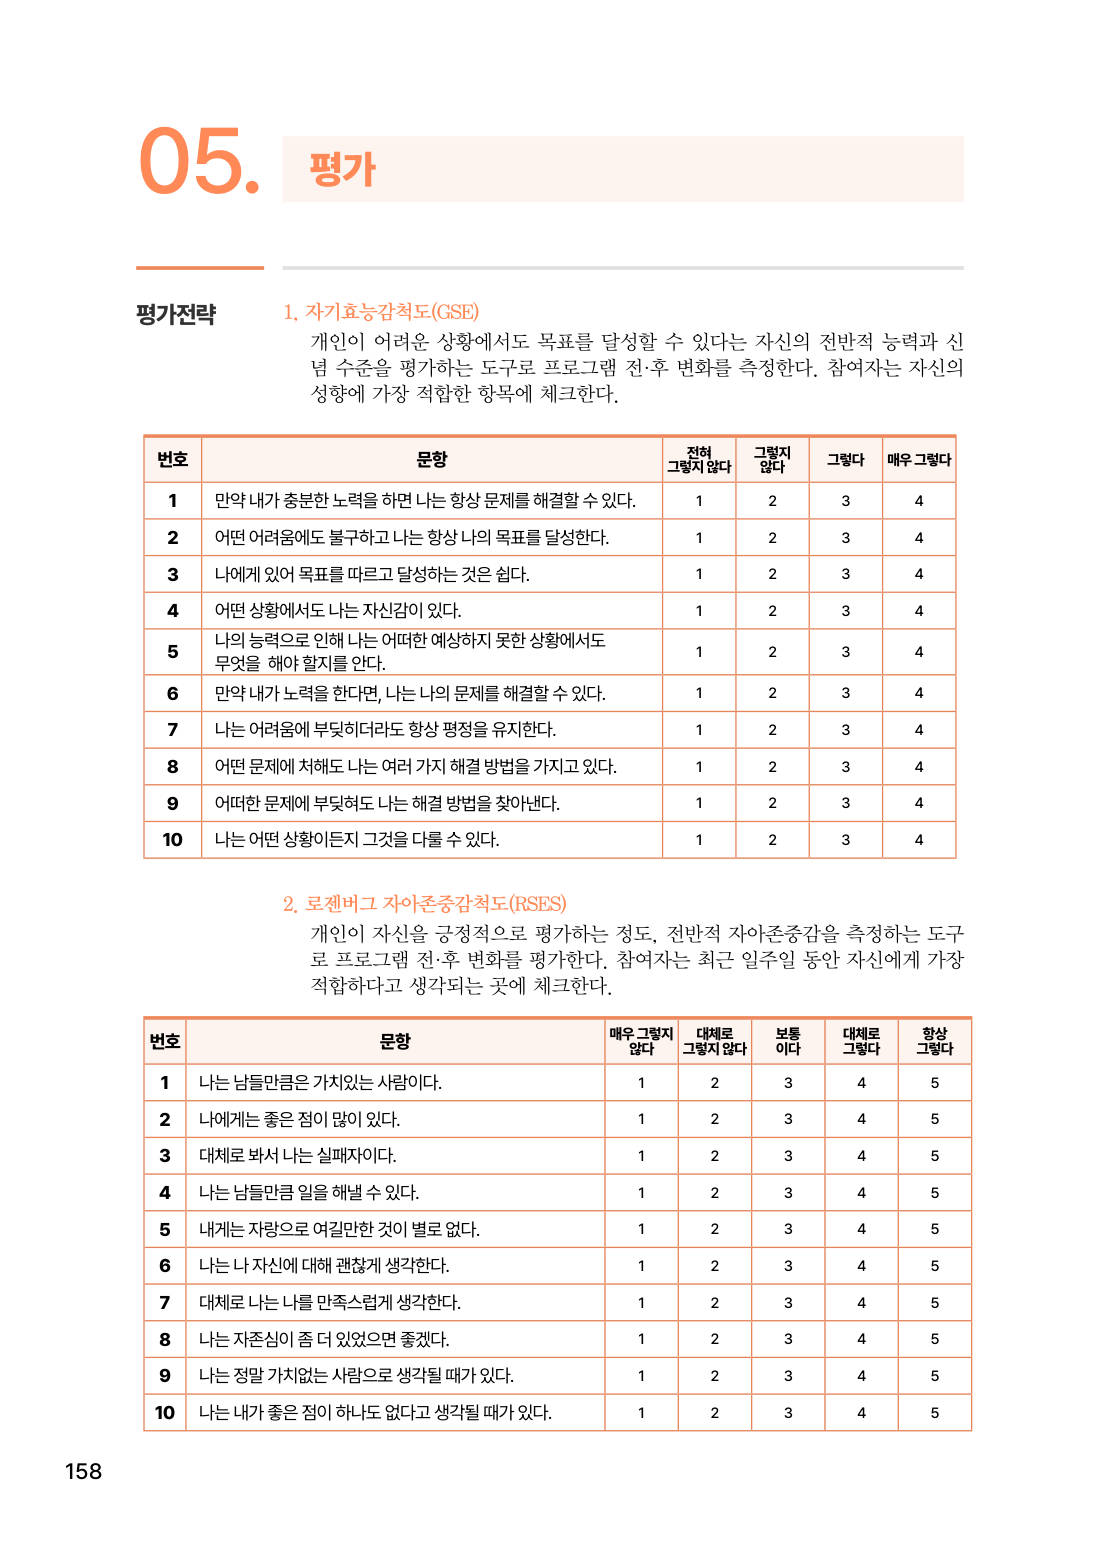 05.
평가
평가전략
1. 자기효능감척도(GSE)
개인이 어려운 상황에서도 목표를 달성할 수 있다는 자신의 전반적 능력과 신
념 수준을 평가하는 도구로 프로그램 전·후 변화를 측정한다. 참여자는 자신의
성향에 가장 적합한 항목에 체크한다.
번호 문항 전혀 그렇지 않다 그렇지 않다 그렇다 매우 그렇다
1 만약 내가 충분한 노력을 하면 나는 항상 문제를 해결할 수 있다. 1 2 3 4
2 어떤 어려움에도 불구하고 나는 항상 나의 목표를 달성한다. 1 2 3 4
3 나에게 있어 목표를 따르고 달성하는 것은 쉽다. 1 2 3 4
4 어떤 상황에서도 나는 자신감이 있다. 1 2 3 4
5 나의 능력으로 인해 나는 어떠한 예상하지 못한 상황에서도
무엇을 해야 할지를 안다. 1 2 3 4
6 만약 내가 노력을 한다면, 나는 나의 문제를 해결할 수 있다. 1 2 3 4
7 나는 어려움에 부딪히더라도 항상 평정을 유지한다. 1 2 3 4
8 어떤 문제에 처해도 나는 여러 가지 해결 방법을 가지고 있다. 1 2 3 4
9 어떠한 문제에 부딪혀도 나는 해결 방법을 찾아낸다. 1 2 3 4
10 나는 어떤 상황이든지 그것을 다룰 수 있다. 1 2 3 4
2. 로젠버그 자아존중감척도(RSES)
개인이 자신을 긍정적으로 평가하는 정도, 전반적 자아존중감을 측정하는 도구
로 프로그램 전·후 변화를 평가한다. 참여자는 최근 일주일 동안 자신에게 가장
적합하다고 생각되는 곳에 체크한다.
번호 문항 매우 그렇지 않다 대체로 그렇지 않다 보통 이다 대체로 그렇다 항상 그렇다
1 나는 남들만큼은 가치있는 사람이다. 1 2 3 4 5
2 나에게는 좋은 점이 많이 있다. 1 2 3 4 5
3 대체로 봐서 나는 실패자이다. 1 2 3 4 5
4 나는 남들만큼 일을 해낼 수 있다. 1 2 3 4 5
5 내게는 자랑으로 여길만한 것이 별로 없다. 1 2 3 4 5
6 나는 나 자신에 대해 괜찮게 생각한다. 1 2 3 4 5
7 대체로 나는 나를 만족스럽게 생각한다. 1 2 3 4 5
8 나는 자존심이 좀 더 있었으면 좋겠다. 1 2 3 4 5
9 나는 정말 가치없는 사람으로 생각될 때가 있다. 1 2 3 4 5
10 나는 내가 좋은 점이 하나도 없다고 생각될 때가 있다. 1 2 3 4 5
158